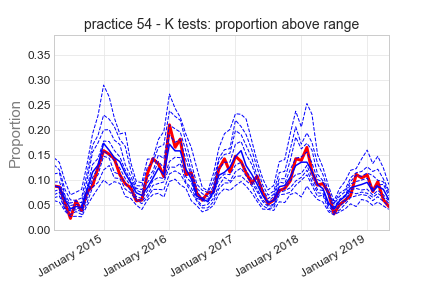 practice 54 - K tests: proportion above range
Proportion
0.35
0.30
0.25
0.20
0.15
0.10
0.05
0.00
January 2015
January 2016
January 2017
January 2018
January 2019